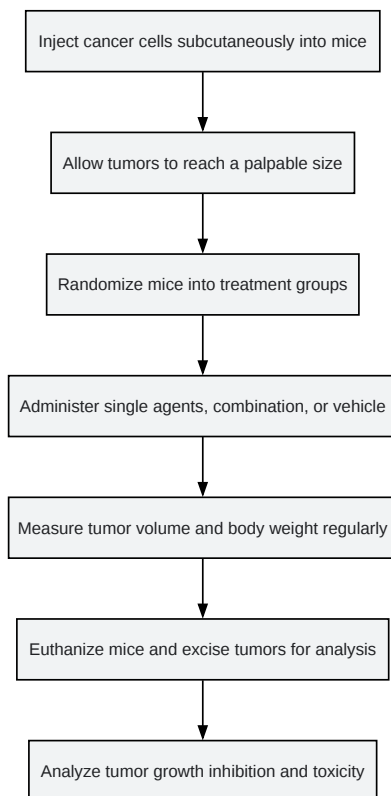 Inject cancer cells subcutaneously into mice
Allow tumors to reach a palpable size
Randomize mice into treatment groups
Administer single agents, combination, or vehicle
Measure tumor volume and body weight regularly
Euthanize mice and excise tumors for analysis
Analyze tumor growth inhibition and toxicity